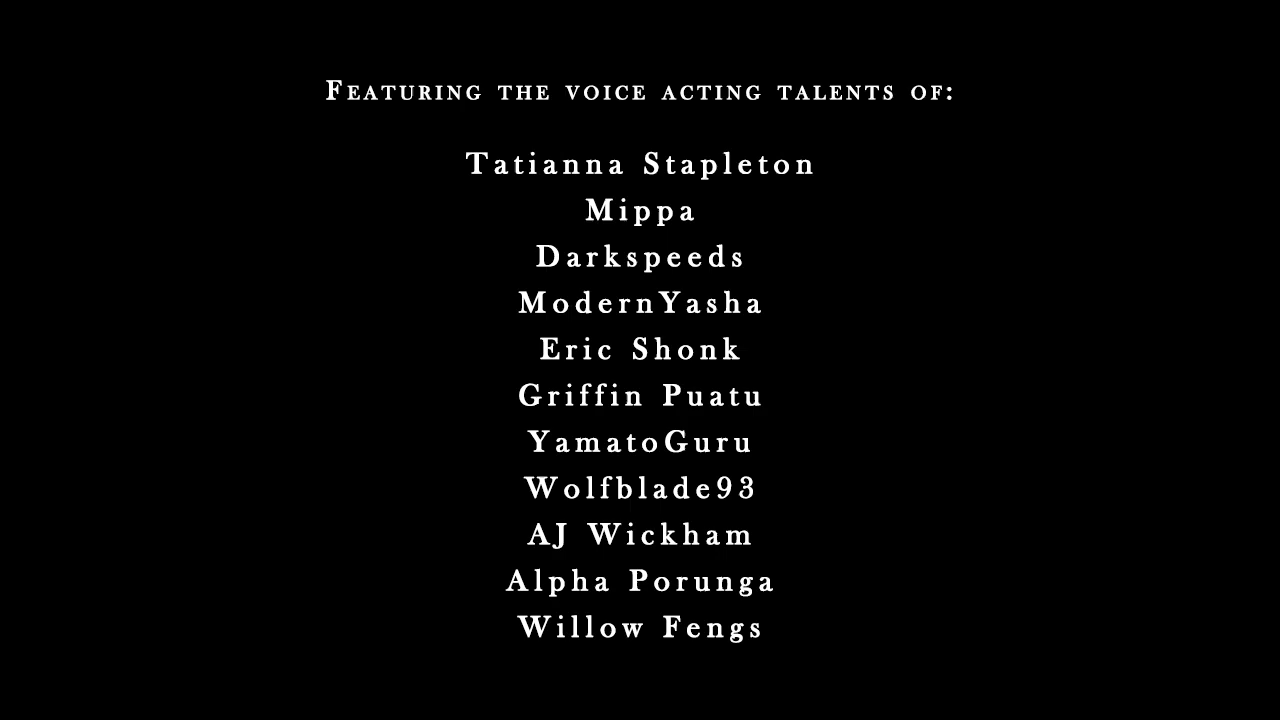 Featuring the voice acting talents of:
Tatianna Stapleton
Mippa
Darkspeeds
ModernYasha
Eric Shonk
Griffin Puatu
YamatoGuru
Wolfblade93
AJ Wickham
Alpha Porunga
Willow Fengs